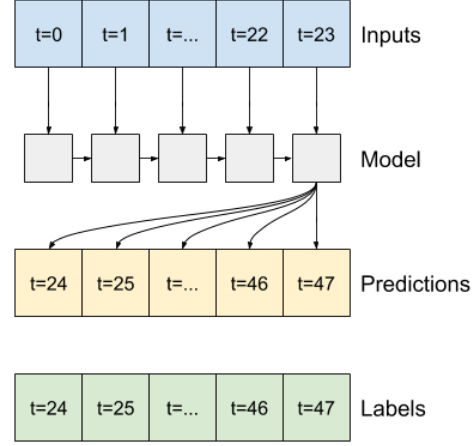 t=0 t=1 t=... t=22 t=23 Inputs
Model
t=24 t=25 t=... t=46 t=47 Predictions
t=24 t=25 t=... t=46 t=47 Labels